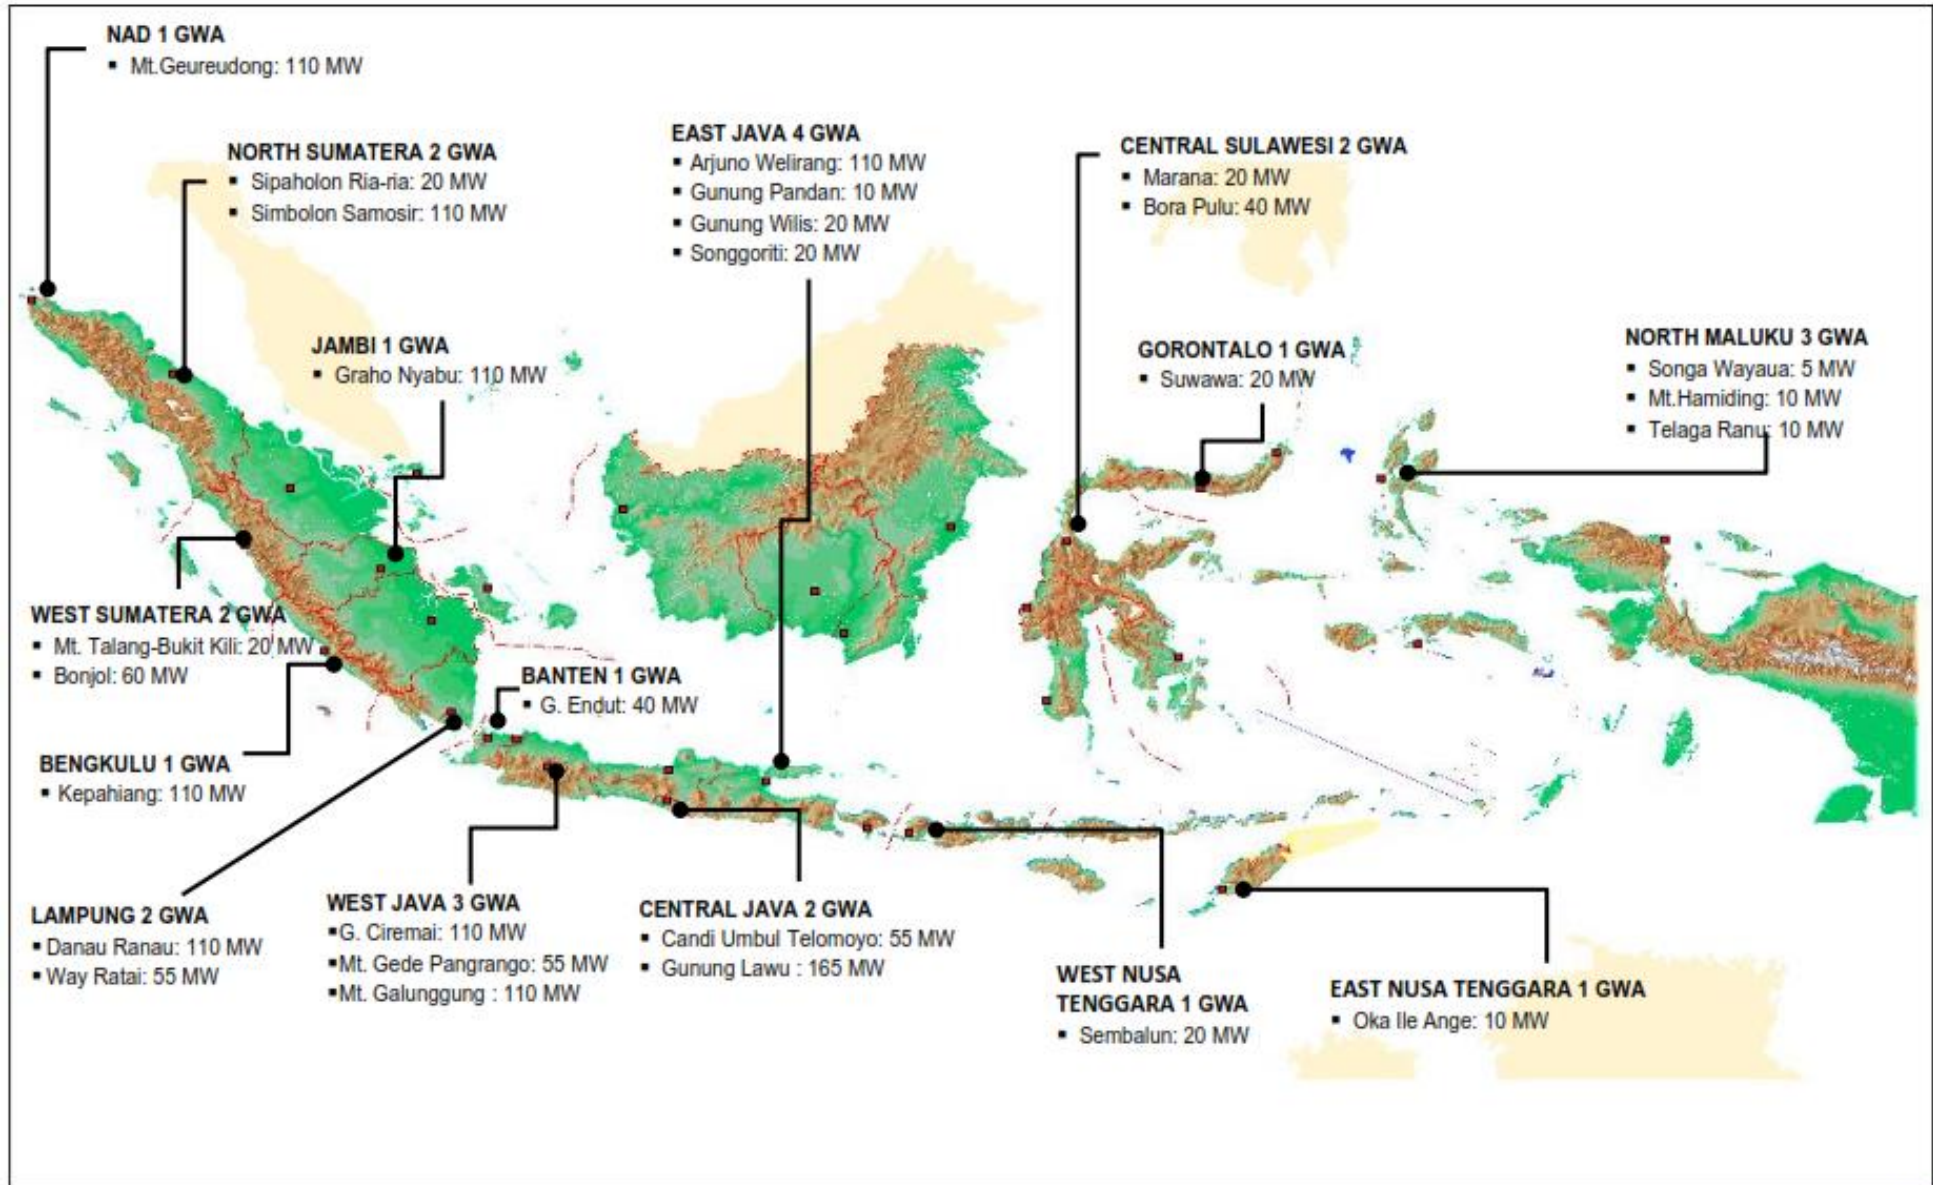 NAD 1 GWA
▪ Mt.Geureudong: 110 MW
NORTH SUMATERA 2 GWA
▪ Sipaholon Ria-ria: 20 MW
▪ Simbolon Samosir: 110 MW
EAST JAVA 4 GWA
▪ Arjuno Welirang: 110 MW
▪ Gunung Pandan: 10 MW
▪ Gunung Wilis: 20 MW
▪ Songgoriti: 20 MW
CENTRAL SULAWESI 2 GWA
▪ Marana: 20 MW
▪ Bora Pulu: 40 MW
JAMBI 1 GWA
▪ Graho Nyabu: 110 MW
GORONTALO 1 GWA
▪ Suwawa: 20 MW
NORTH MALUKU 3 GWA
▪ Songa Wayaua: 5 MW
▪ Mt.Hamiding: 10 MW
▪ Telaga Ranu: 10 MW
WEST SUMATERA 2 GWA
▪ Mt. Talang-Bukit Kili: 20 MW
▪ Bonjol: 60 MW
BANTEN 1 GWA
▪ G. Endut: 40 MW
BENGKULU 1 GWA
▪ Kepahiang: 110 MW
LAMPUNG 2 GWA
▪ Danau Ranau: 110 MW
▪ Way Ratai: 55 MW
WEST JAVA 3 GWA
▪G. Ciremai: 110 MW
▪Mt. Gede Pangrango: 55 MW
▪Mt. Galunggung : 110 MW
CENTRAL JAVA 2 GWA
▪ Candi Umbul Telomoyo: 55 MW
▪ Gunung Lawu : 165 MW
WEST NUSA
TENGGARA 1 GWA
▪ Sembalun: 20 MW
EAST NUSA TENGGARA 1 GWA
▪ Oka Ile Ange: 10 MW